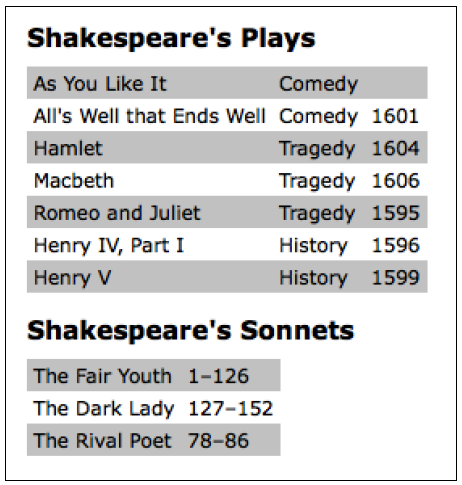 Shakespeare's Plays
As You Like It Comedy
All's Well that Ends Well Comedy 1601
Hamlet Tragedy 1604
Macbeth Tragedy 1606
Romeo and Juliet Tragedy 1595
Henry IV, Part I History 1596
Henry V History 1599
Shakespeare's Sonnets
The Fair Youth 1–126
The Dark Lady 127–152
The Rival Poet 78–86